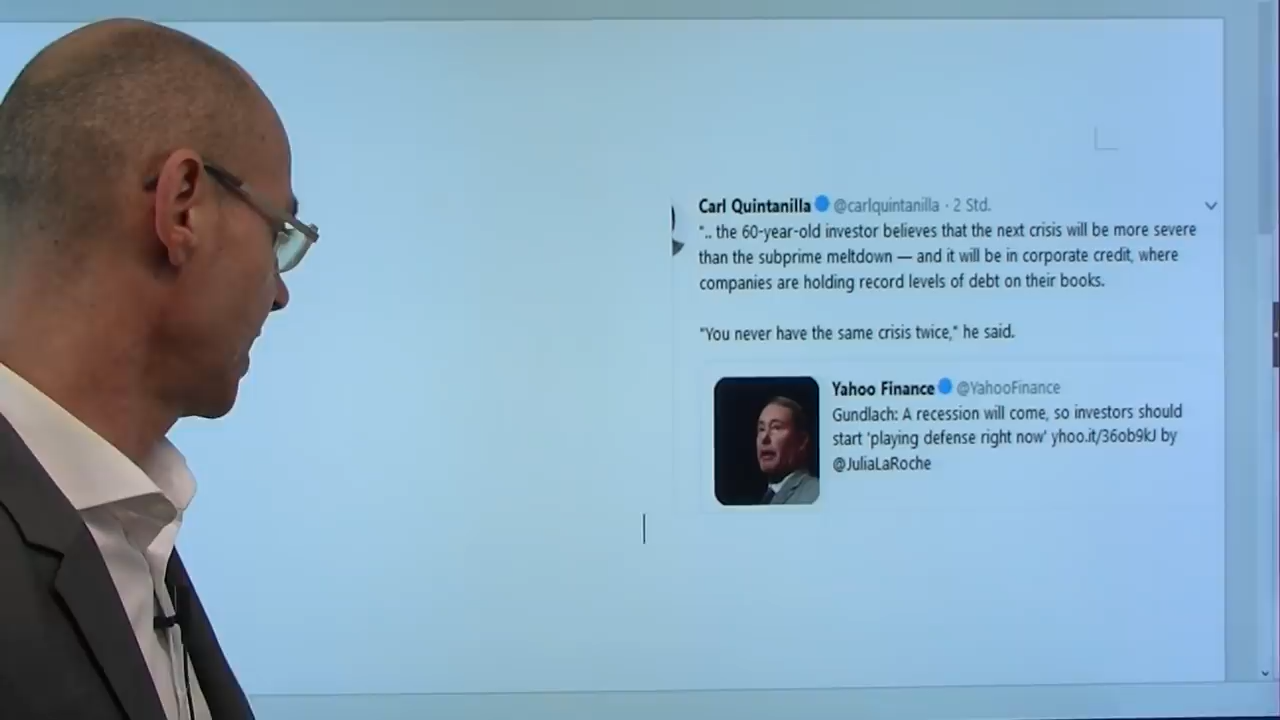 Carl Quintanilla @carlquintanilla · 2 Std.
".. the 60-year-old investor believes that the next crisis will be more severe
than the subprime meltdown — and it will be in corporate credit, where
companies are holding record levels of debt on their books.
"You never have the same crisis twice," he said.
Yahoo Finance @YahooFinance
Gundlach: A recession will come, so investors should
start 'playing defense right now' yhoo.it/36ob9kJ by
@JuliaLaRoche